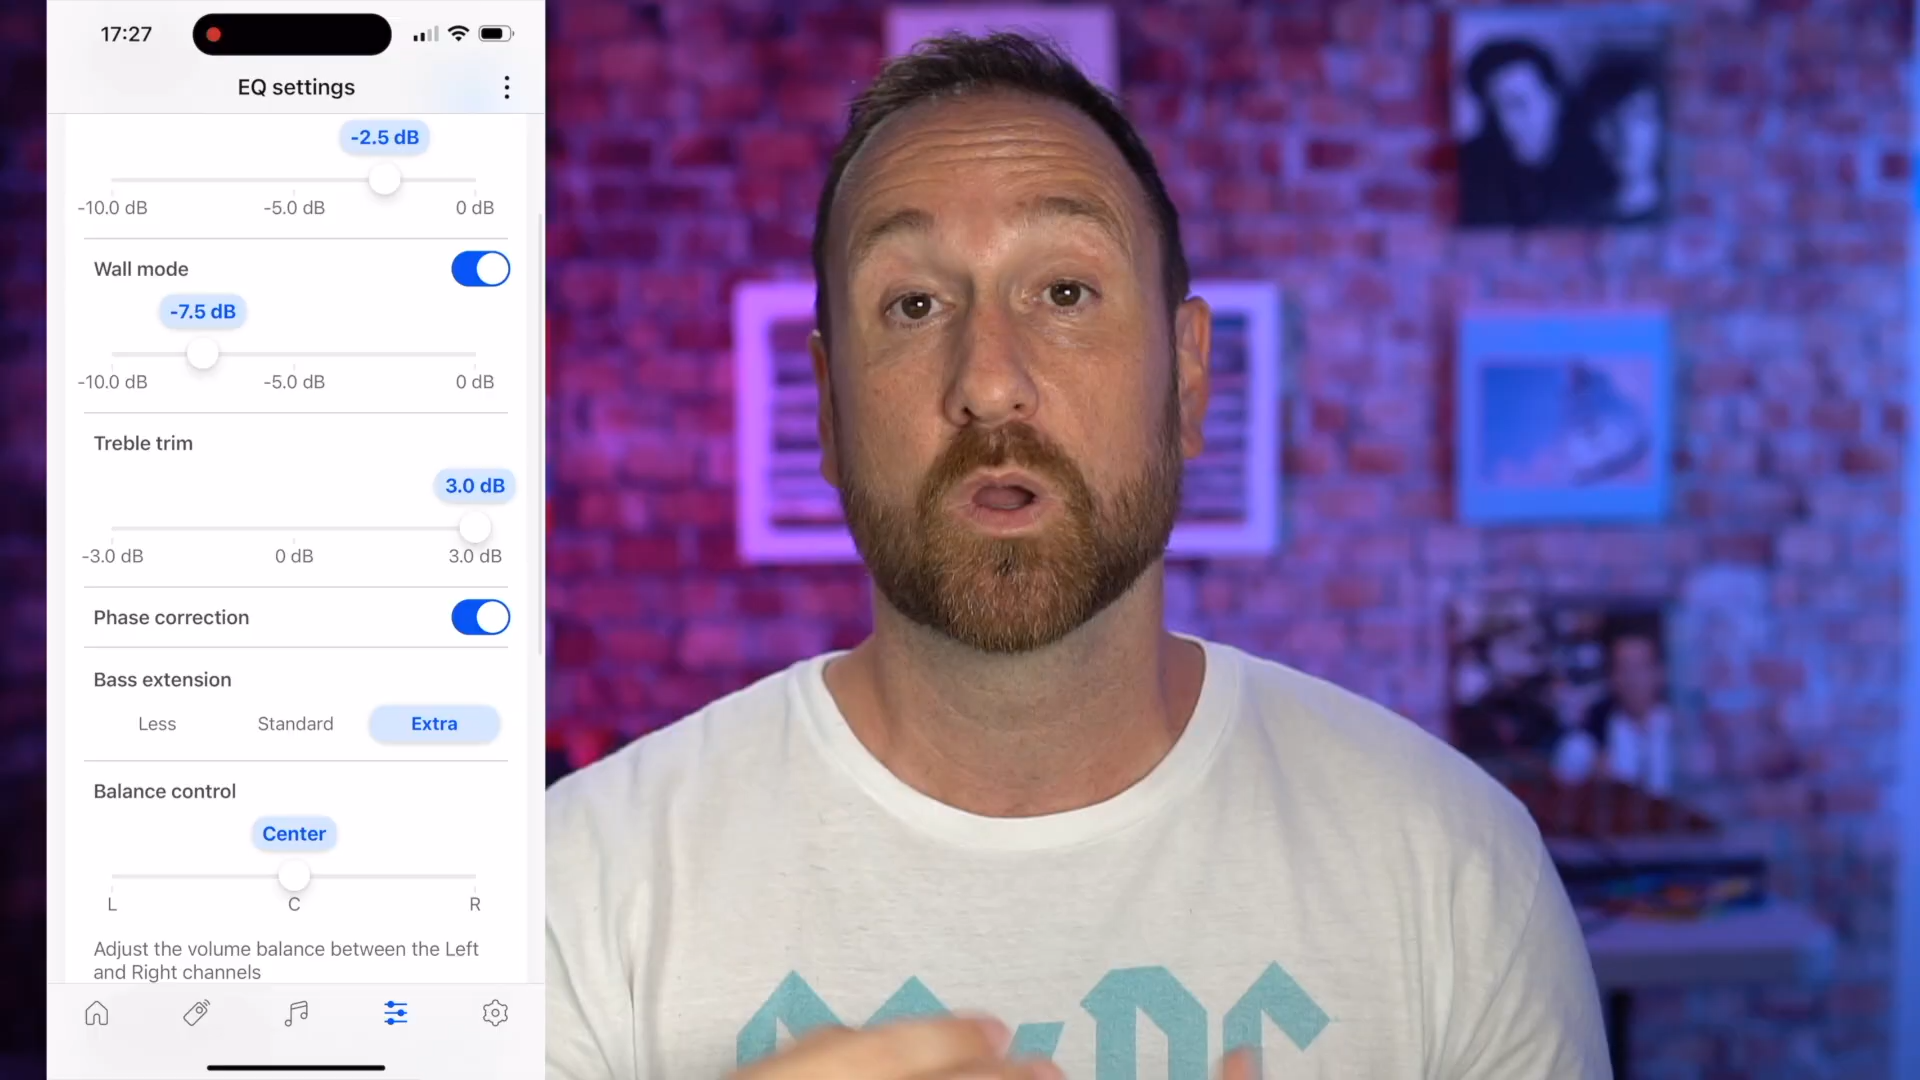 17:27
EQ settings
-2.5 dB
-10.0 dB -5.0 dB 0 dB
Wall mode
-7.5 dB
-10.0 dB -5.0 dB 0 dB
Treble trim
3.0 dB
-3.0 dB 0 dB 3.0 dB
Phase correction
Bass extension
Less Standard Extra
Balance control
Center
L C R
Adjust the volume balance between the Left
and Right channels
AC DC